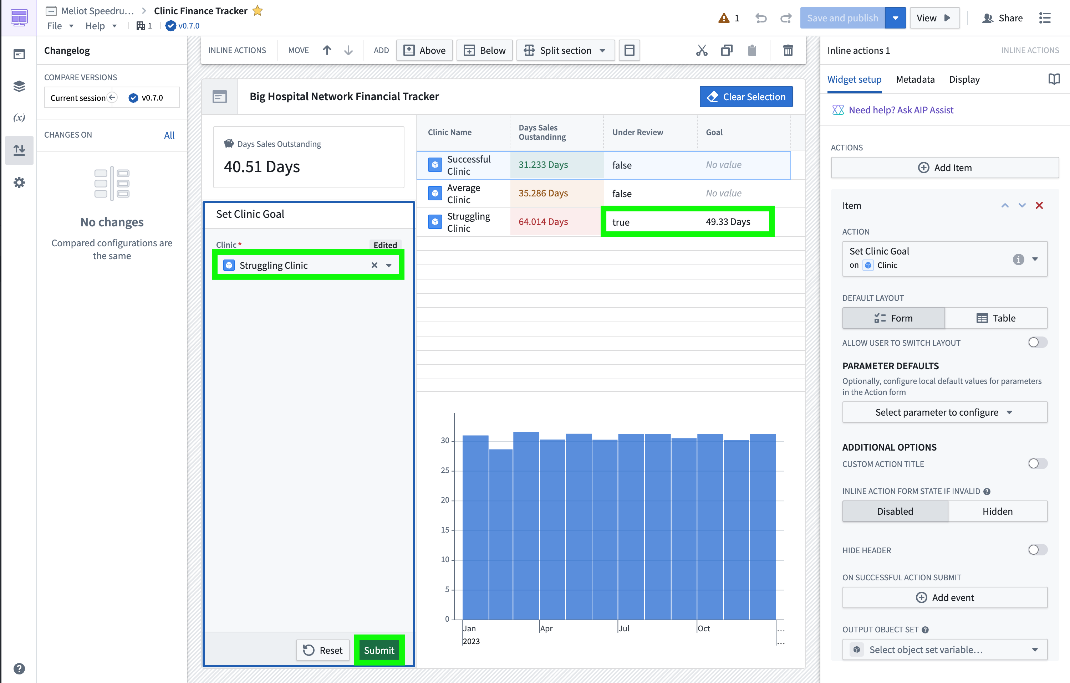 Meliot Speedru... > Clinic Finance Tracker
File Help 1 v0.7.0
1
Save and publish
View
Share
Changelog
COMPARE VERSIONS
Current session v0.7.0
CHANGES ON All
No changes
Compared configurations are
the same
INLINE ACTIONS MOVE ADD Above Below Split section
Big Hospital Network Financial Tracker
Clear Selection
Days Sales Outstanding
40.51 Days
Clinic Name Days Sales Oustandinng Under Review Goal
Successful Clinic 31.233 Days false No value
Average Clinic 35.286 Days false No value
Struggling Clinic 64.014 Days true 49.33 Days
Set Clinic Goal
Clinic * Edited
Struggling Clinic
Reset Submit
30
25
20
15
10
5
0
Jan Apr Jul Oct ...
2023 ...
Inline actions 1 INLINE ACTIONS
Widget setup Metadata Display
Need help? Ask AIP Assist
ACTIONS
Add Item
Item
ACTION
Set Clinic Goal
on Clinic
DEFAULT LAYOUT
Form Table
ALLOW USER TO SWITCH LAYOUT
PARAMETER DEFAULTS
Optionally, configure local default values for parameters
in the Action form
Select parameter to configure
ADDITIONAL OPTIONS
CUSTOM ACTION TITLE
INLINE ACTION FORM STATE IF INVALID
Disabled Hidden
HIDE HEADER
ON SUCCESSFUL ACTION SUBMIT
Add event
OUTPUT OBJECT SET
Select object set variable...
(x)